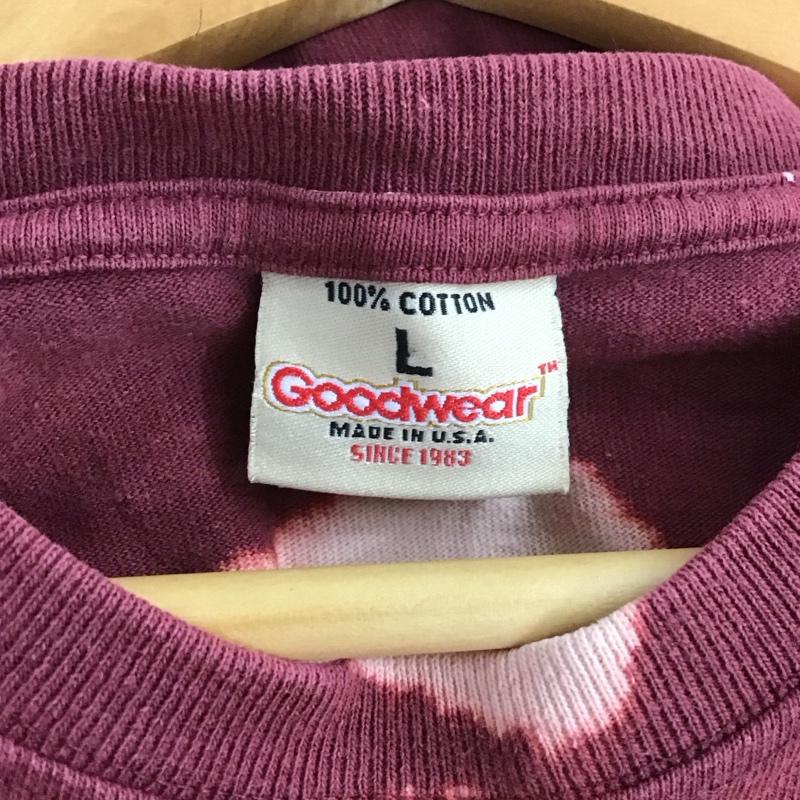 100% COTTON
L
Goodwear™
MADE IN U.S.A.
SINCE 1983